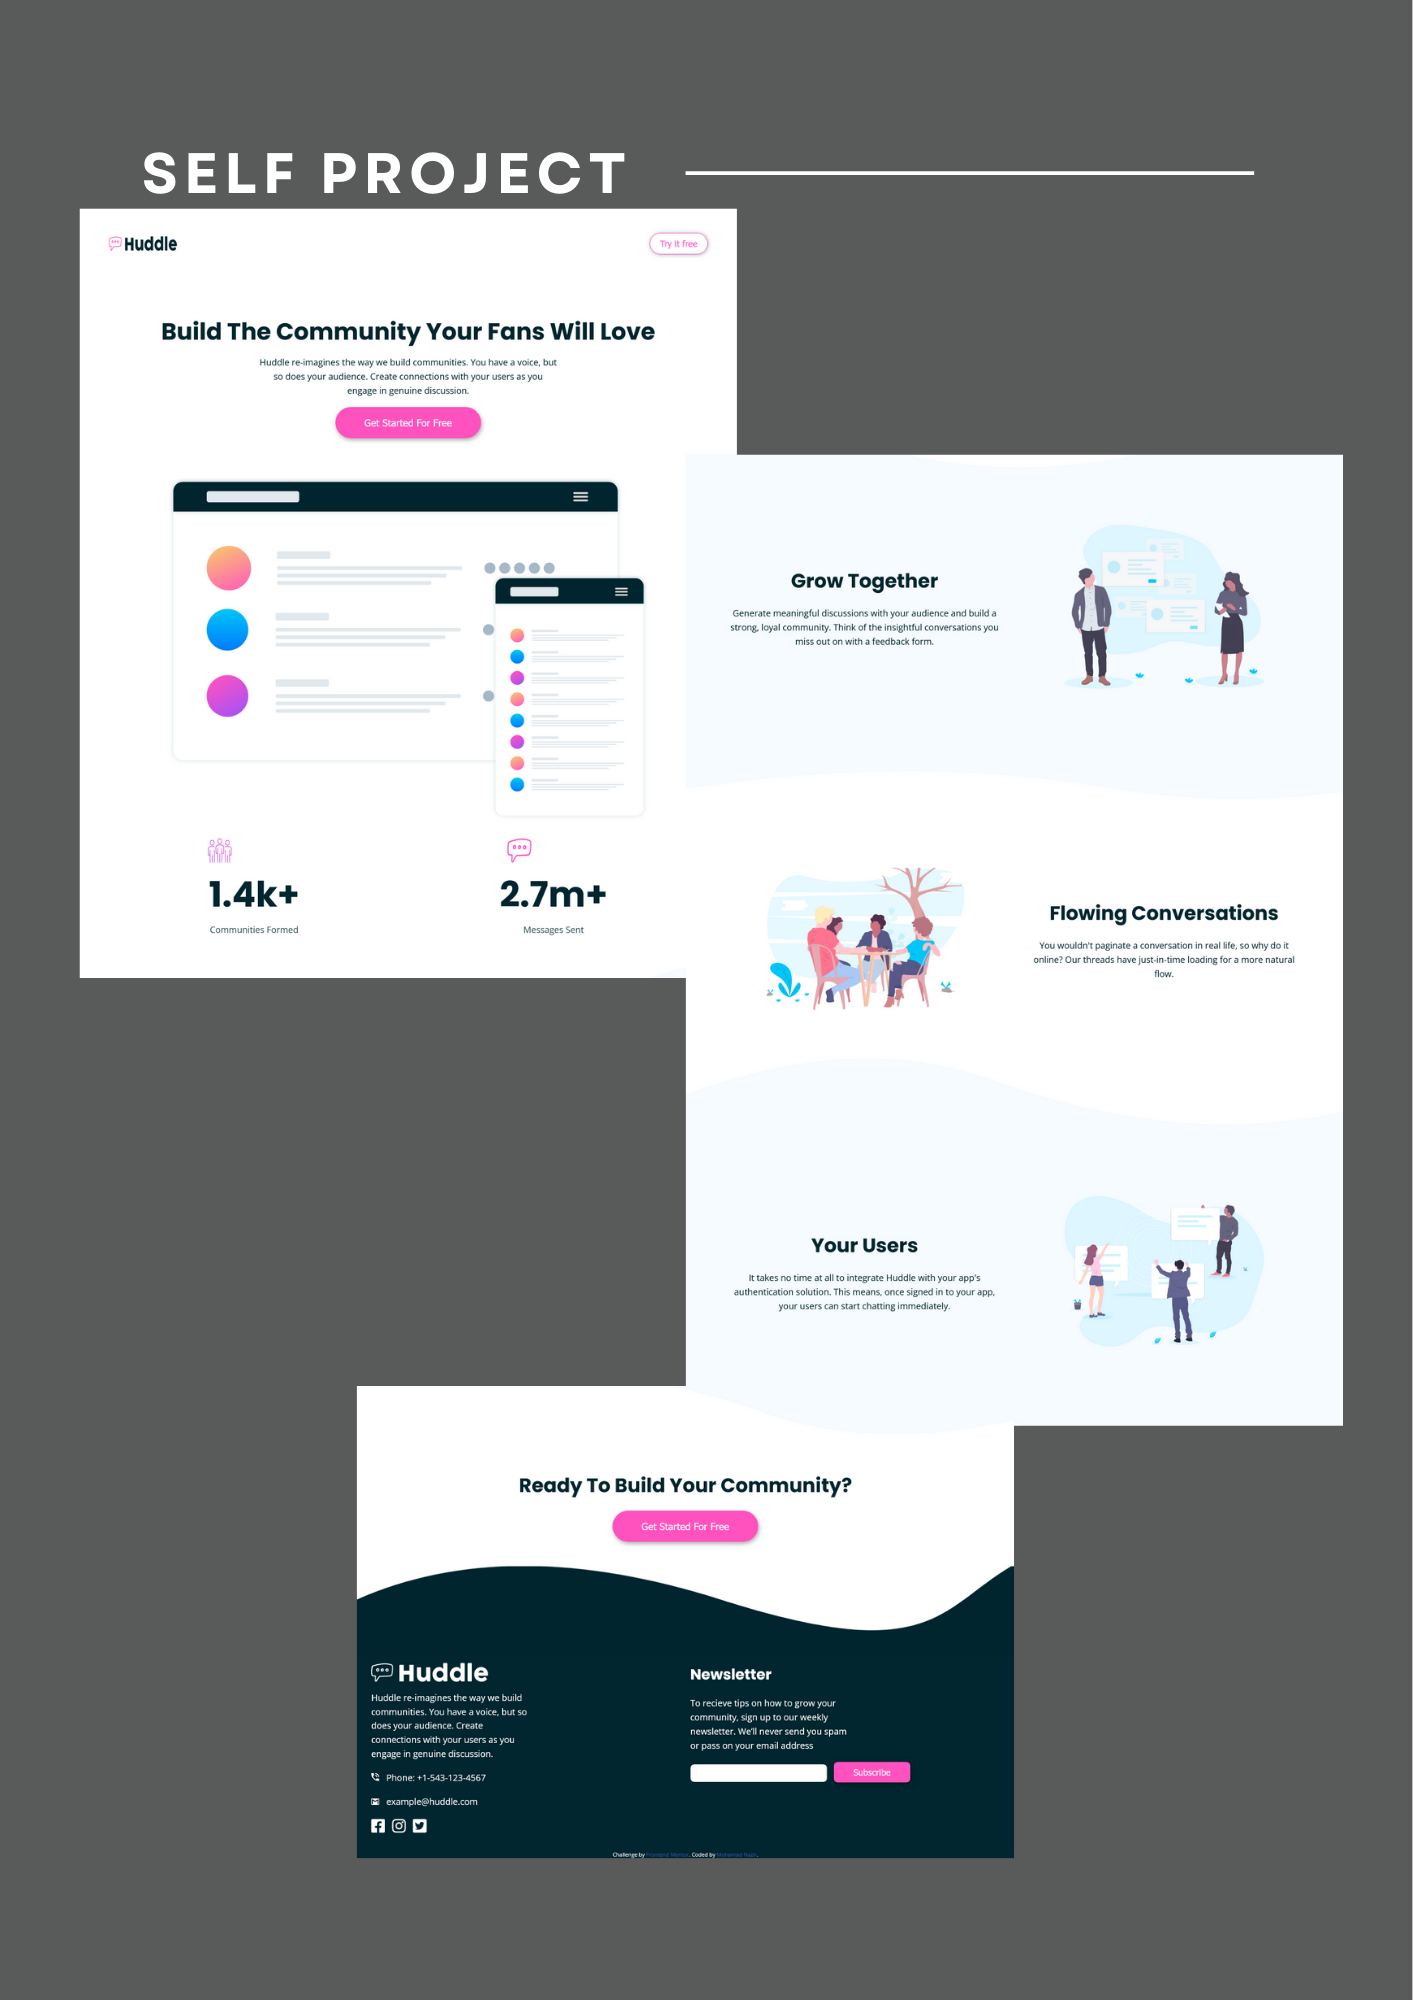 SELF PROJECT
Huddle
Try it free
Build The Community Your Fans Will Love
Huddle re-imagines the way we build communities. You have a voice, but
so does your audience. Create connections with your users as you
engage in genuine discussion.
Get Started For Free
1.4k+
Communities Formed
2.7m+
Messages Sent
Grow Together
Generate meaningful discussions with your audience and build a
strong, loyal community. Think of the insightful conversations you
miss out on with a feedback form.
Flowing Conversations
You wouldn't paginate a conversation in real life, so why do it
online? Our threads have just-in-time loading for a more natural
flow.
Your Users
It takes no time at all to integrate Huddle with your app's
authentication solution. This means, once signed in to your app,
your users can start chatting immediately.
Ready To Build Your Community?
Get Started For Free
Huddle
Huddle re-imagines the way we build
communities. You have a voice, but so
does your audience. Create
connections with your users as you
engage in genuine discussion.
Phone: +1-543-123-4567
example@huddle.com
Newsletter
To recieve tips on how to grow your
community, sign up to our weekly
newsletter. We'll never send you spam
or pass on your email address
Subscribe
Challenge by Frontend Mentor. Coded by